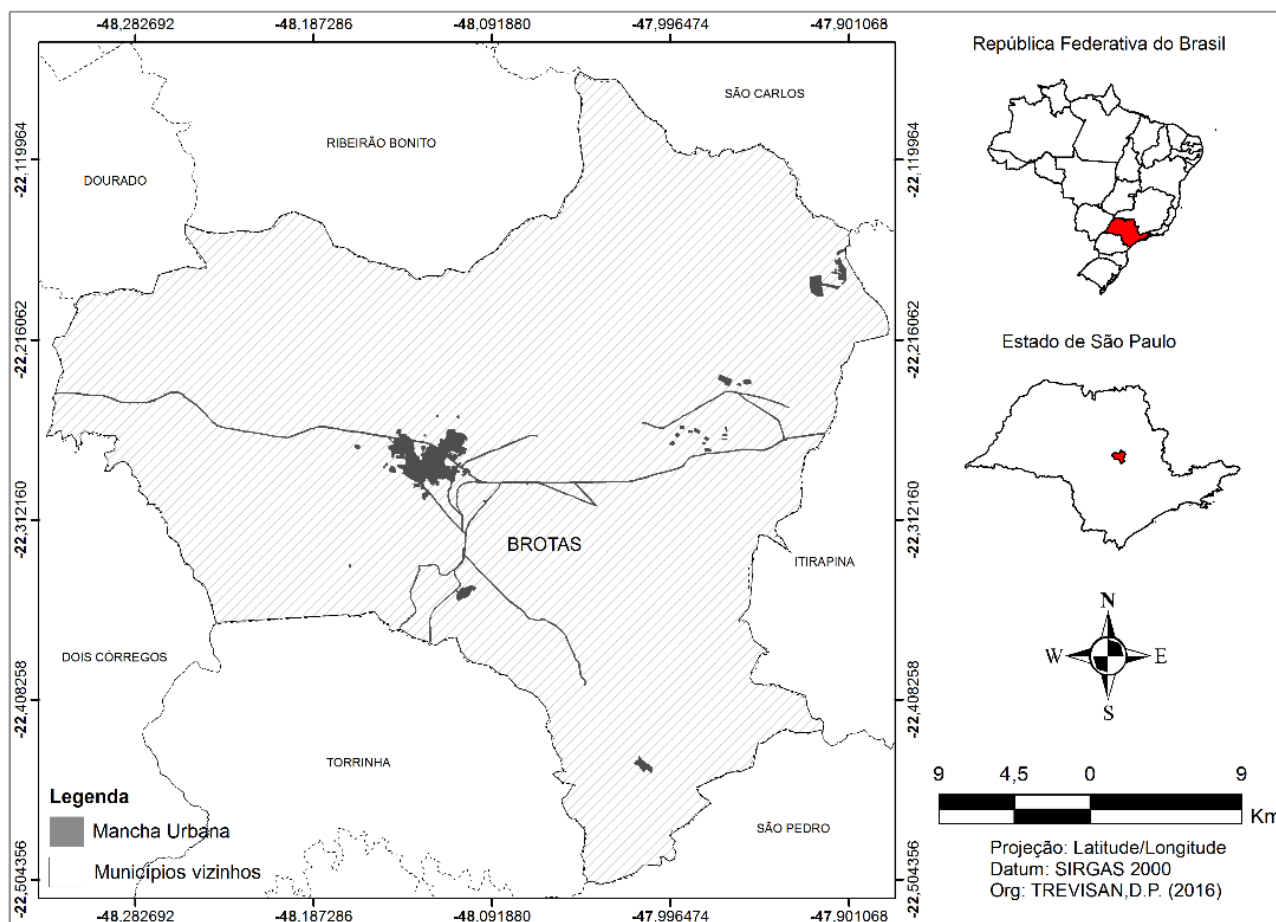 -48,282692
-48,187286
-48,091880
-47,996474
-47,901068
República Federativa do Brasil
SÃO CARLOS
RIBEIRÃO BONITO
DOURADO
-22,119964
-22,119964
-22,216062
-22,216062
Estado de São Paulo
-22,312160
-22,312160
BROTAS
ITIRAPINA
DOIS CÓRREGOS
N
W
E
S
-22,408258
-22,408258
TORRINHA
SÃO PEDRO
Legenda
Mancha Urbana
Municípios vizinhos
9 4,5 0 9
Km
Projeção: Latitude/Longitude
Datum: SIRGAS 2000
Org: TREVISAN,D.P. (2016)
-22,504356
-22,504356
-48,282692
-48,187286
-48,091880
-47,996474
-47,901068